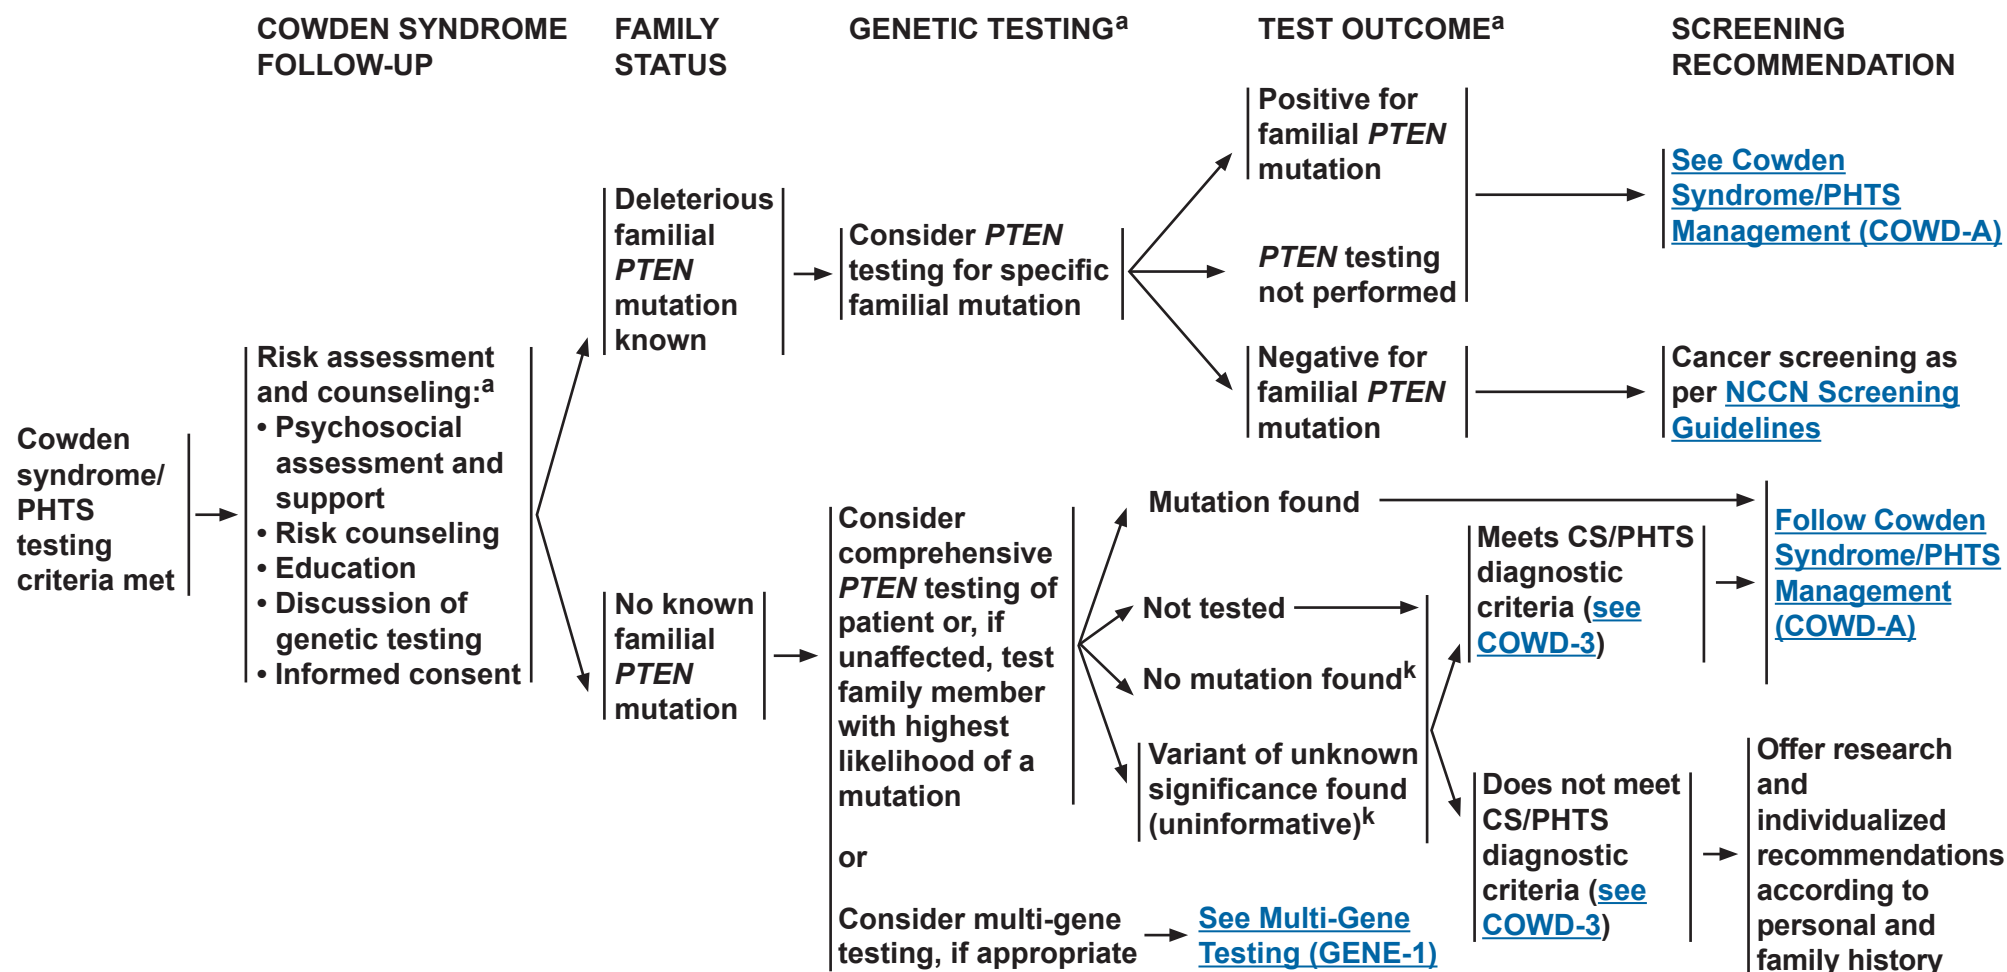 COWDEN SYNDROME
FOLLOW-UP
FAMILY
STATUS
GENETIC TESTINGᵃ
TEST OUTCOMEᵃ
SCREENING
RECOMMENDATION
Cowden
syndrome/
PHTS
testing
criteria met
Risk assessment
and counseling:ᵃ
• Psychosocial
assessment and
support
• Risk counseling
• Education
• Discussion of
genetic testing
• Informed consent
Deleterious
familial
PTEN
mutation
known
Consider PTEN
testing for specific
familial mutation
Positive for
familial PTEN
mutation
PTEN testing
not performed
See Cowden
Syndrome/PHTS
Management (COWD-A)
Negative for
familial PTEN
mutation
Cancer screening as
per NCCN Screening
Guidelines
No known
familial
PTEN
mutation
Consider
comprehensive
PTEN testing of
patient or, if
unaffected, test
family member
with highest
likelihood of a
mutation
or
Consider multi-gene
testing, if appropriate
See Multi-Gene
Testing (GENE-1)
Mutation found
Not tested
No mutation foundᵏ
Variant of unknown
significance found
(uninformative)ᵏ
Meets CS/PHTS
diagnostic
criteria (see
COWD-3)
Follow Cowden
Syndrome/PHTS
Management
(COWD-A)
Does not meet
CS/PHTS
diagnostic
criteria (see
COWD-3)
Offer research
and
individualized
recommendations
according to
personal and
family history